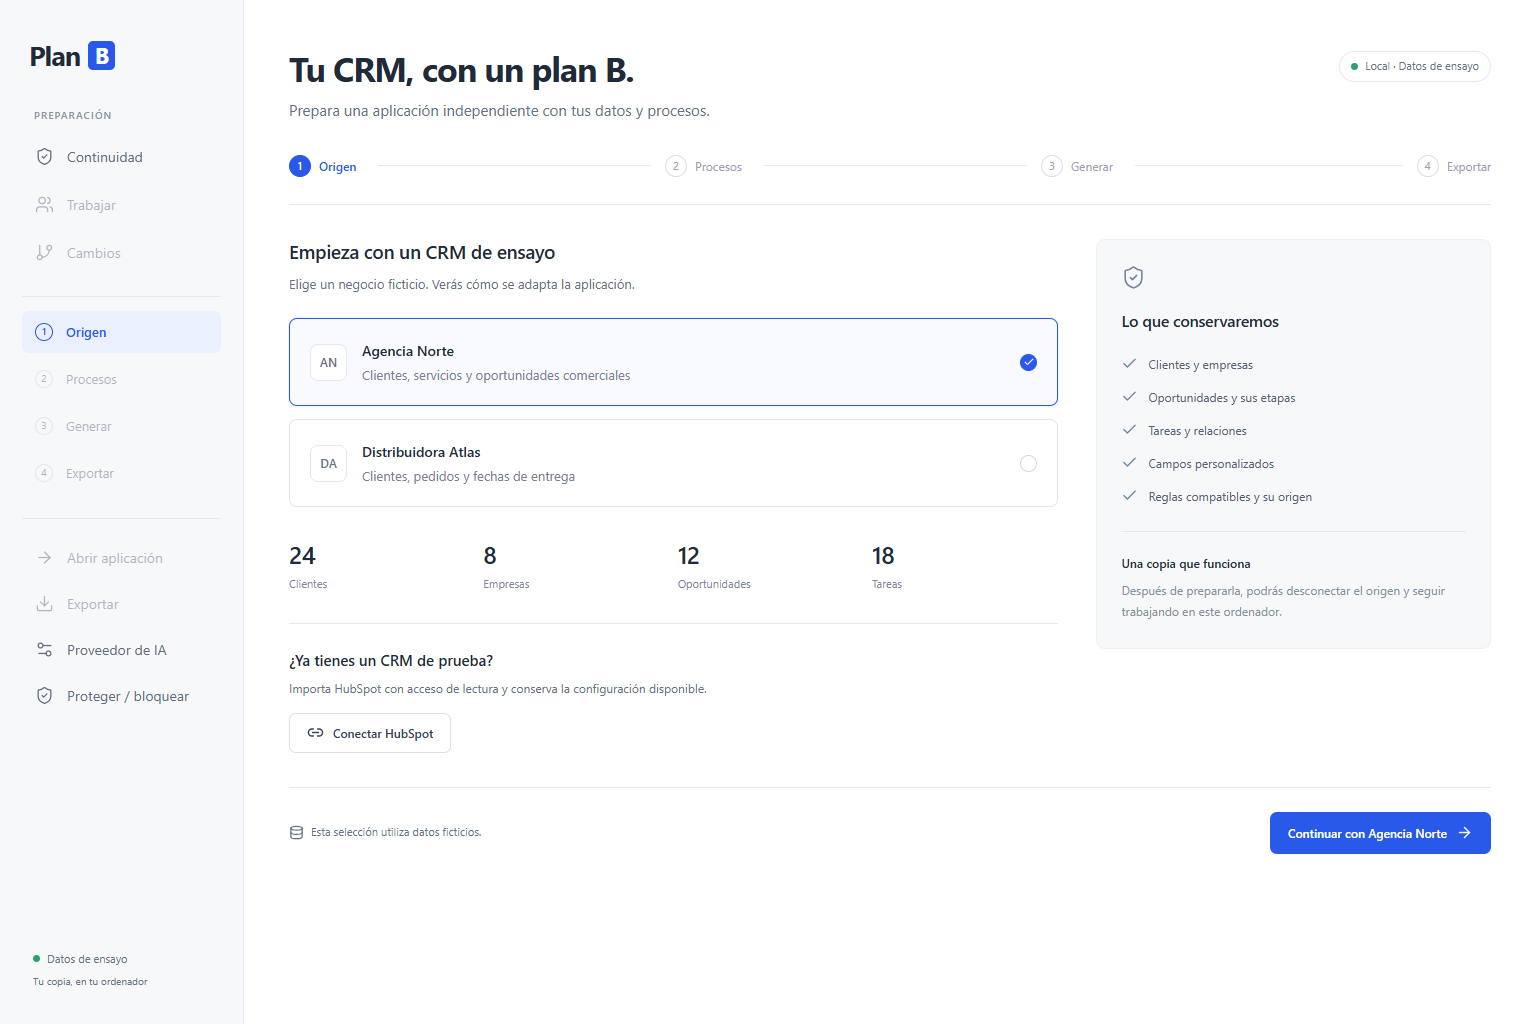 Plan B
PREPARACIÓN
Continuidad
Trabajar
Cambios
1 Origen
2 Procesos
3 Generar
4 Exportar
Abrir aplicación
Exportar
Proveedor de IA
Proteger / bloquear
Datos de ensayo
Tu copia, en tu ordenador
Tu CRM, con un plan B.
Prepara una aplicación independiente con tus datos y procesos.
Local · Datos de ensayo
1 Origen
2 Procesos
3 Generar
4 Exportar
Empieza con un CRM de ensayo
Elige un negocio ficticio. Verás cómo se adapta la aplicación.
AN
Agencia Norte
Clientes, servicios y oportunidades comerciales
DA
Distribuidora Atlas
Clientes, pedidos y fechas de entrega
24
Clientes
8
Empresas
12
Oportunidades
18
Tareas
¿Ya tienes un CRM de prueba?
Importa HubSpot con acceso de lectura y conserva la configuración disponible.
Conectar HubSpot
Lo que conservaremos
Clientes y empresas
Oportunidades y sus etapas
Tareas y relaciones
Campos personalizados
Reglas compatibles y su origen
Una copia que funciona
Después de prepararla, podrás desconectar el origen y seguir
trabajando en este ordenador.
Esta selección utiliza datos ficticios.
Continuar con Agencia Norte